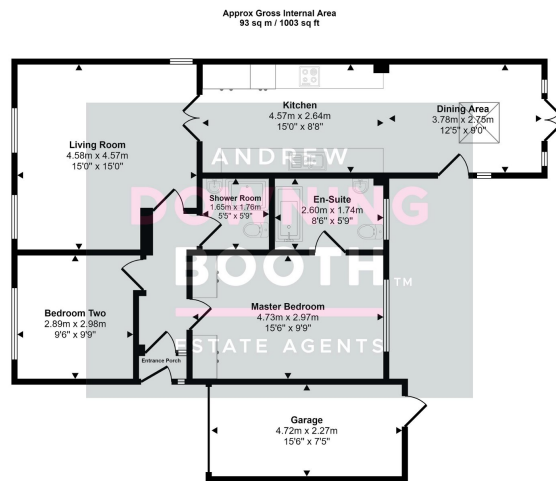 Approx Gross Internal Area
93 sq m / 1003 sq ft
Kitchen
4.57m x 2.64m
15'0" x 8'8"
Dining Area
3.78m x 2.75m
12'5" x 9'0"
Living Room
4.58m x 4.57m
15'0" x 15'0"
ANDREW
DOWNING
BOOTH™
ESTATE AGENTS
Shower Room
1.65m x 1.76m
5'5" x 5'9"
En-Suite
2.60m x 1.74m
8'6" x 5'9"
Bedroom Two
2.89m x 2.98m
9'6" x 9'9"
Master Bedroom
4.73m x 2.97m
15'6" x 9'9"
Entrance Porch
Garage
4.72m x 2.27m
15'6" x 7'5"